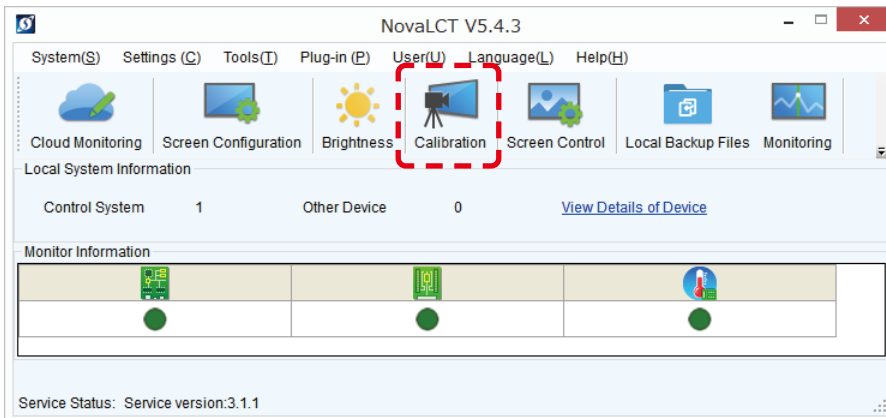 NovaLCT V5.4.3
System(S) Settings (C) Tools(T) Plug-in (P) User(U) Language(L) Help(H)
Cloud Monitoring Screen Configuration Brightness Calibration Screen Control Local Backup Files Monitoring
Local System Information
Control System 1 Other Device 0 View Details of Device
Monitor Information
Service Status: Service version:3.1.1